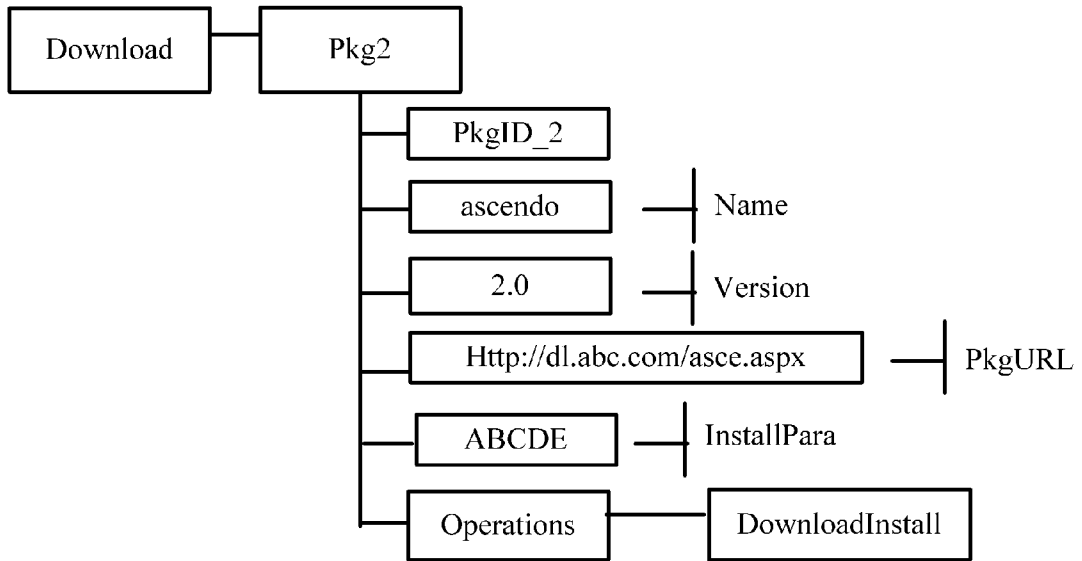 Download
Pkg2
PkgID_2
ascendo
Name
2.0
Version
Http://dl.abc.com/asce.aspx
PkgURL
ABCDE
InstallPara
Operations
DownloadInstall